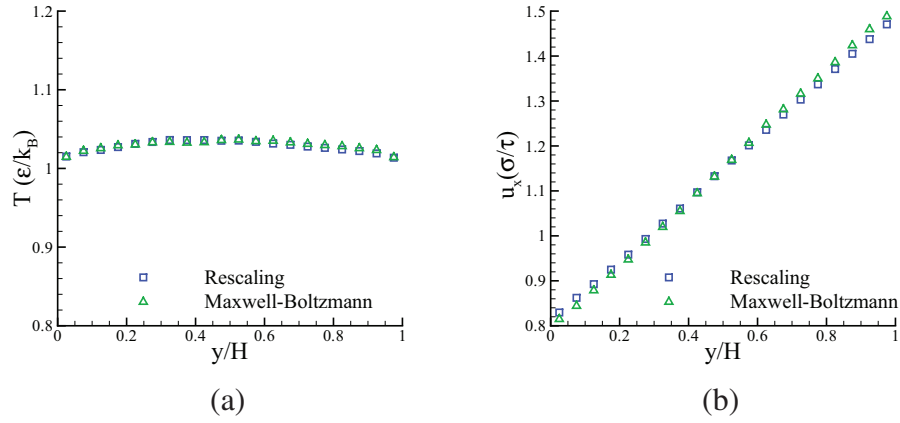 1.2
1.1
1
0.9
0.8
T (ε/k_B)
0 0.2 0.4 0.6 0.8 1
y/H
Rescaling
Maxwell-Boltzmann
(a)
1.5
1.4
1.3
1.2
1.1
1
0.9
0.8
u_x(σ/τ)
0 0.2 0.4 0.6 0.8 1
y/H
Rescaling
Maxwell-Boltzmann
(b)